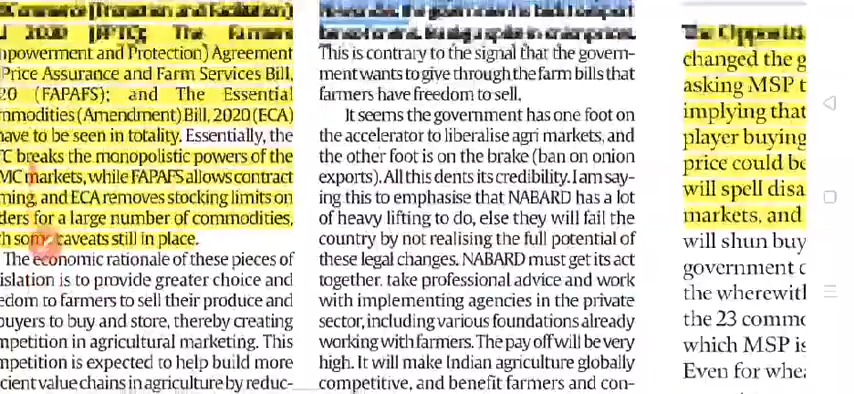 2020 (FPTC); The Farmers
mpowerment and Protection) Agreement
Price Assurance and Farm Services Bill,
20 (FAPAFS); and The Essential
mmodities (Amendment) Bill, 2020 (ECA)
have to be seen in totality. Essentially, the
C breaks the monopolistic powers of the
MC markets, while FAPAFS allows contract
ming, and ECA removes stocking limits on
ders for a large number of commodities,
h some caveats still in place.
The economic rationale of these pieces of
islation is to provide greater choice and
edom to farmers to sell their produce and
buyers to buy and store, thereby creating
mpetition in agricultural marketing. This
mpetition is expected to help build more
cient value chains in agriculture by reduc-
This is contrary to the signal that the govern-
ment wants to give through the farm bills that
farmers have freedom to sell.
It seems the government has one foot on
the accelerator to liberalise agri markets, and
the other foot is on the brake (ban on onion
exports). All this dents its credibility. I am say-
ing this to emphasise that NABARD has a lot
of heavy lifting to do, else they will fail the
country by not realising the full potential of
these legal changes. NABARD must get its act
together, take professional advice and work
with implementing agencies in the private
sector, including various foundations already
working with farmers. The pay off will be very
high. It will make Indian agriculture globally
competitive, and benefit farmers and con-
The Oppositi
changed the g
asking MSP t
implying that
player buying
price could be
will spell disa
markets, and
will shun buy
government c
the wherewith
the 23 commo
which MSP is
Even for whea